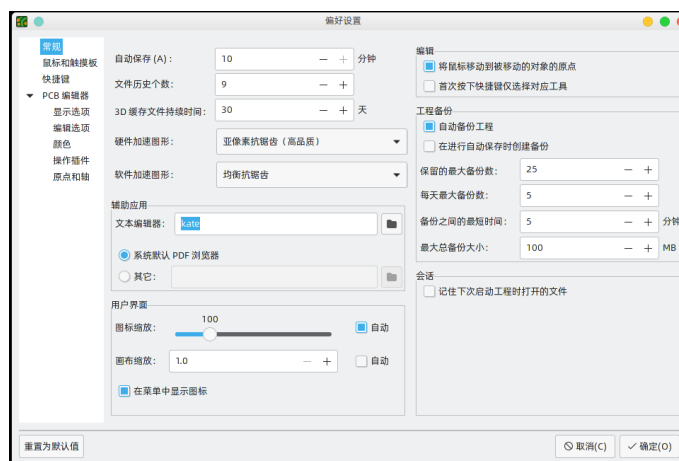 偏好设置
常规
鼠标和触摸板
快捷键
PCB 编辑器
显示选项
编辑选项
颜色
操作插件
原点和轴
自动保存 (A) :
10
分钟
文件历史个数:
9
3D 缓存文件持续时间:
30
天
硬件加速图形:
亚像素抗锯齿（高品质）
软件加速图形:
均衡抗锯齿
辅助应用
文本编辑器:
kate
系统默认 PDF 浏览器
其它:
用户界面
100
图标缩放:
自动
画布缩放:
1.0
自动
在菜单中显示图标
编辑
将鼠标移动到被移动的对象的原点
首次按下快捷键仅选择对应工具
工程备份
自动备份工程
在进行自动保存时创建备份
保留的最大备份数:
25
每天最大备份数:
5
备份之间的最短时间:
5
分钟
最大总备份大小:
100
MB
会话
记住下次启动工程时打开的文件
重置为默认值
取消(C)
确定(O)